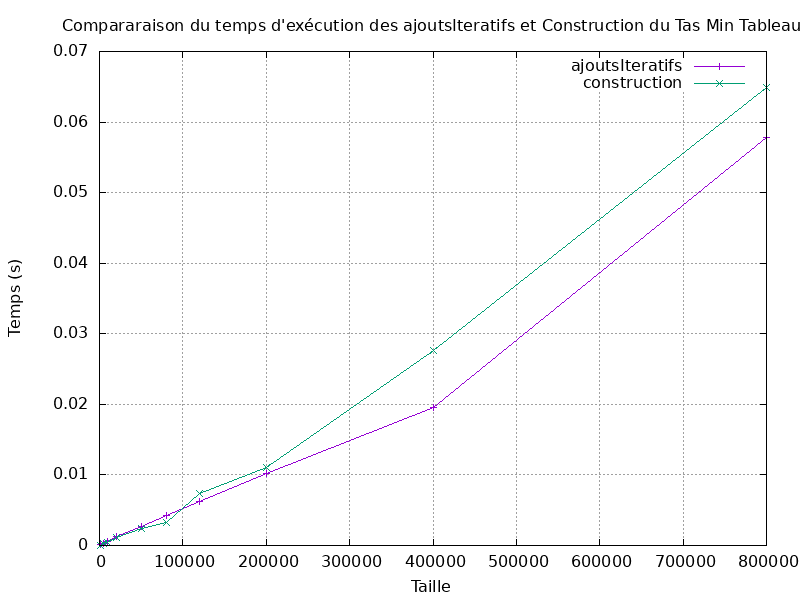 Compararaison du temps d'exécution des ajoutsIteratifs et Construction du Tas Min Tableau
0.07
ajoutsIteratifs
construction
0.06
0.05
0.04
Temps (s)
0.03
0.02
0.01
0
0 100000 200000 300000 400000 500000 600000 700000 800000
Taille